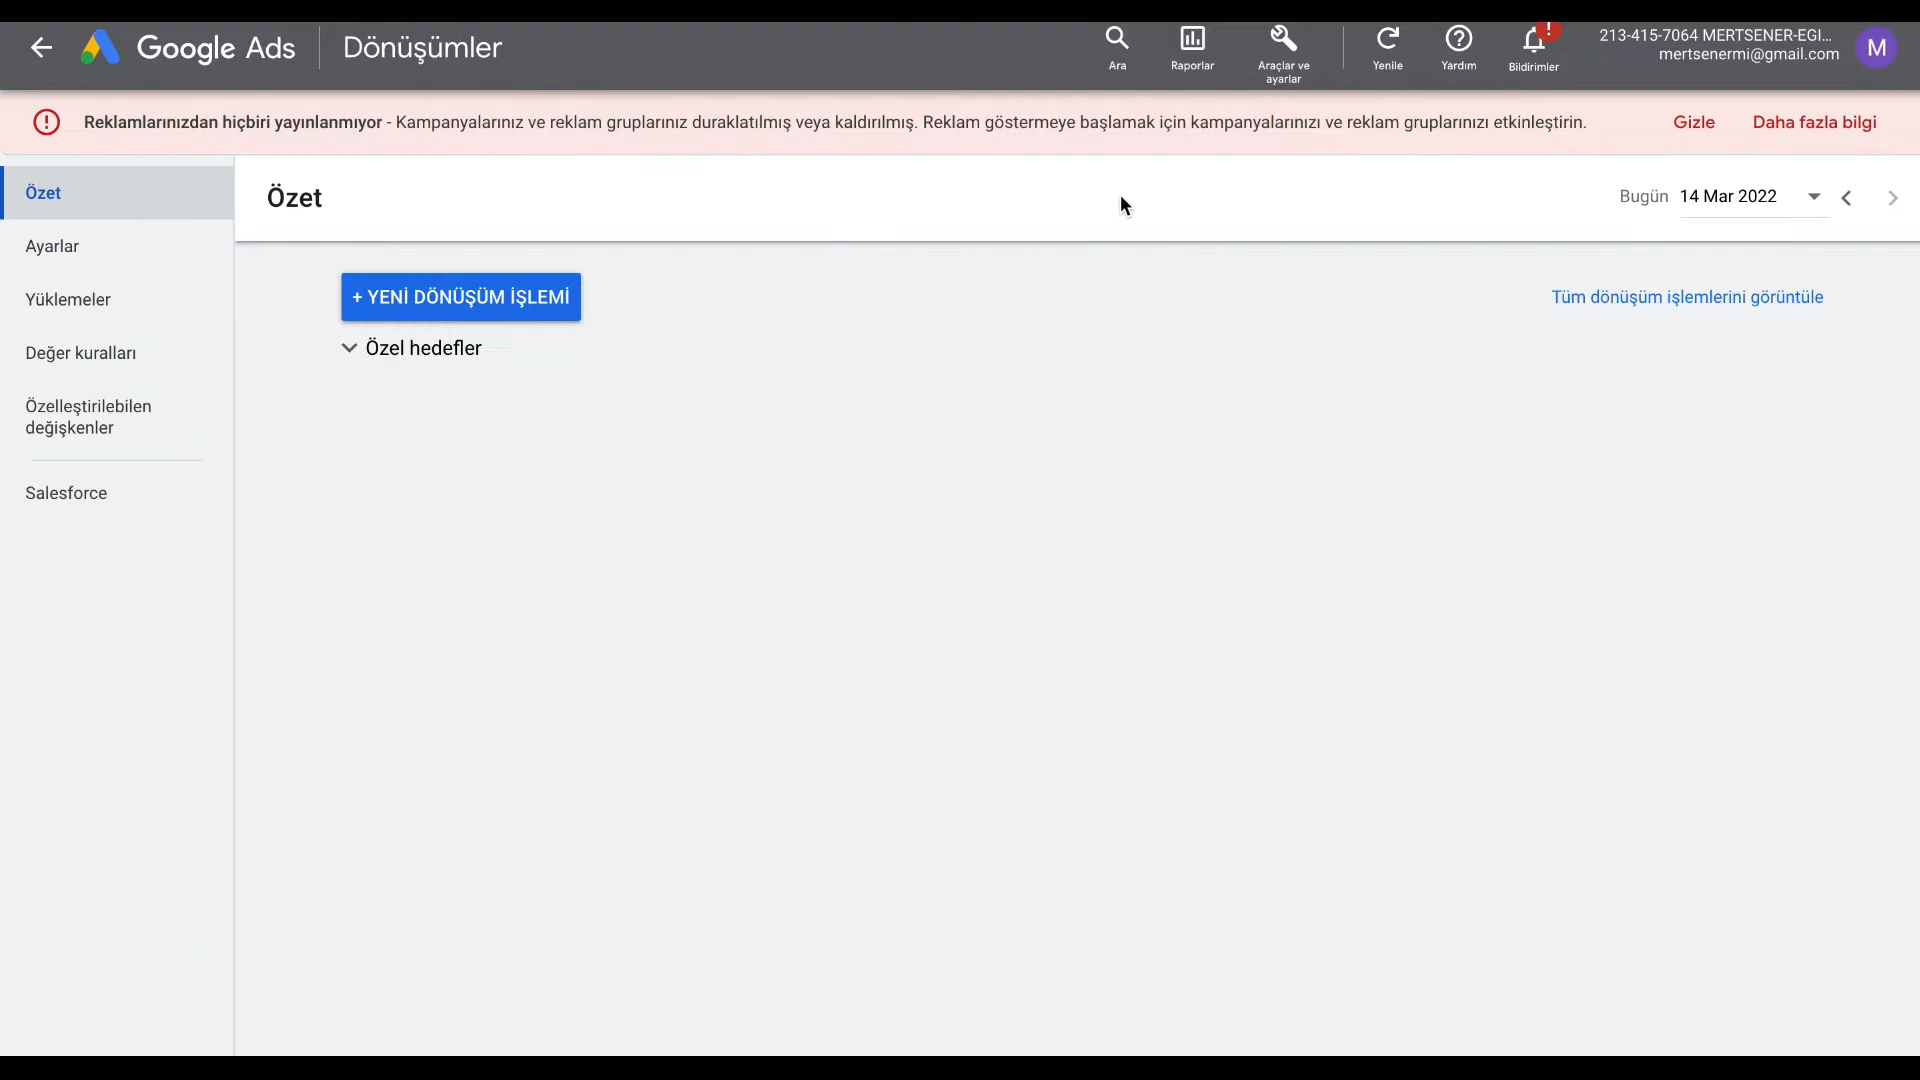 Google Ads
Dönüşümler
Ara
Raporlar
Araçlar ve
ayarlar
Yenile
Yardım
!
Bildirimler
213-415-7064 MERTSENER-EGI...
mertsenermi@gmail.com
M
Reklamlarınızdan hiçbiri yayınlanmıyor - Kampanyalarınız ve reklam gruplarınız duraklatılmış veya kaldırılmış. Reklam göstermeye başlamak için kampanyalarınızı ve reklam gruplarınızı etkinleştirin.
Gizle
Daha fazla bilgi
Özet
Ayarlar
Yüklemeler
Değer kuralları
Özelleştirilebilen
değişkenler
Salesforce
Özet
Bugün 14 Mar 2022
+ YENİ DÖNÜŞÜM İŞLEMİ
Tüm dönüşüm işlemlerini görüntüle
Özel hedefler